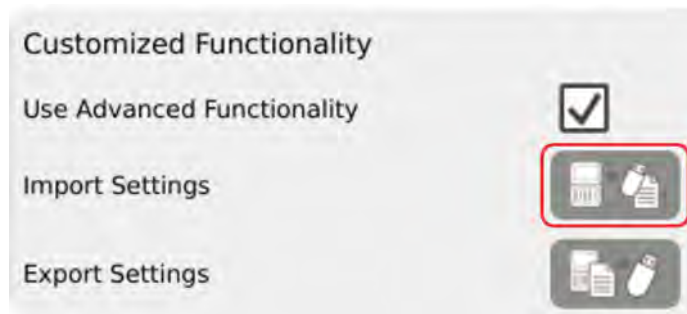 Customized Functionality
Use Advanced Functionality
Import Settings
Export Settings